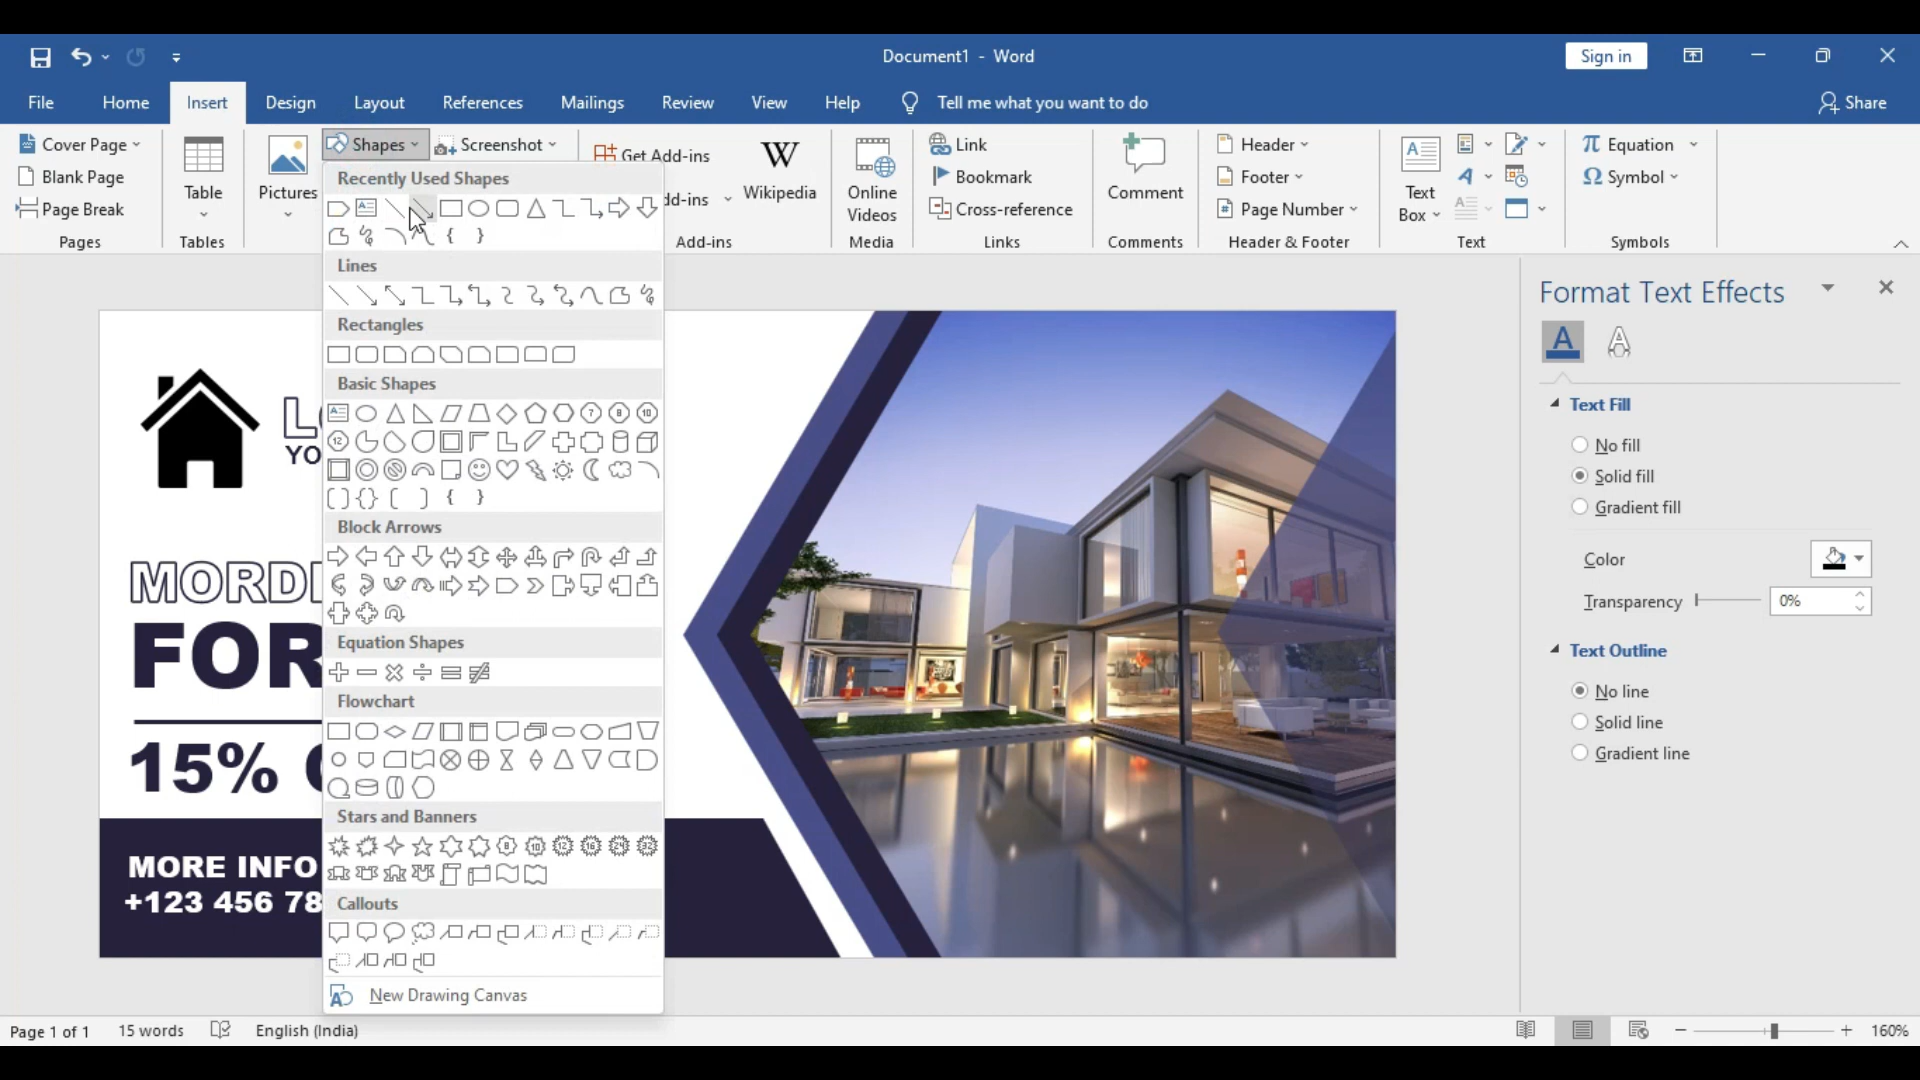 Document1 - Word
Sign in
File Home Insert Design Layout References Mailings Review View Help Tell me what you want to do Share
Cover Page
Blank Page
Page Break
Pages
Table
Tables
Pictures
Shapes
Screenshot
Get Add-ins
Add-ins
Wikipedia
W
Online
Videos
Media
Link
Bookmark
Cross-reference
Links
Comment
Comments
Header
Footer
Page Number
Header & Footer
Text
Box
Text
π Equation
Ω Symbol
Symbols
Recently Used Shapes
Lines
Rectangles
Basic Shapes
Block Arrows
Equation Shapes
Flowchart
Stars and Banners
Callouts
New Drawing Canvas
YO
MORD
FOR
15%
MORE INFO
+123 456 78
Format Text Effects
Text Fill
No fill
Solid fill
Gradient fill
Color
Transparency 0%
Text Outline
No line
Solid line
Gradient line
Page 1 of 1 15 words English (India) 160%